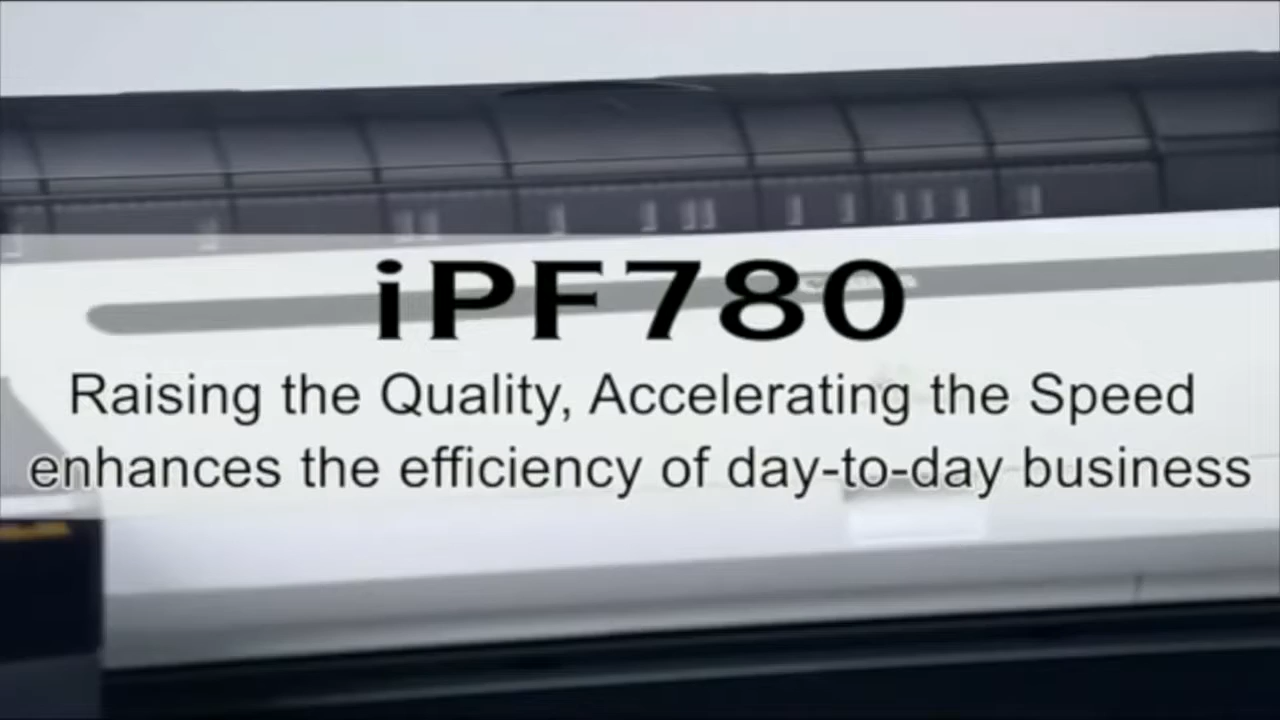 iPF780
Raising the Quality, Accelerating the Speed
enhances the efficiency of day-to-day business